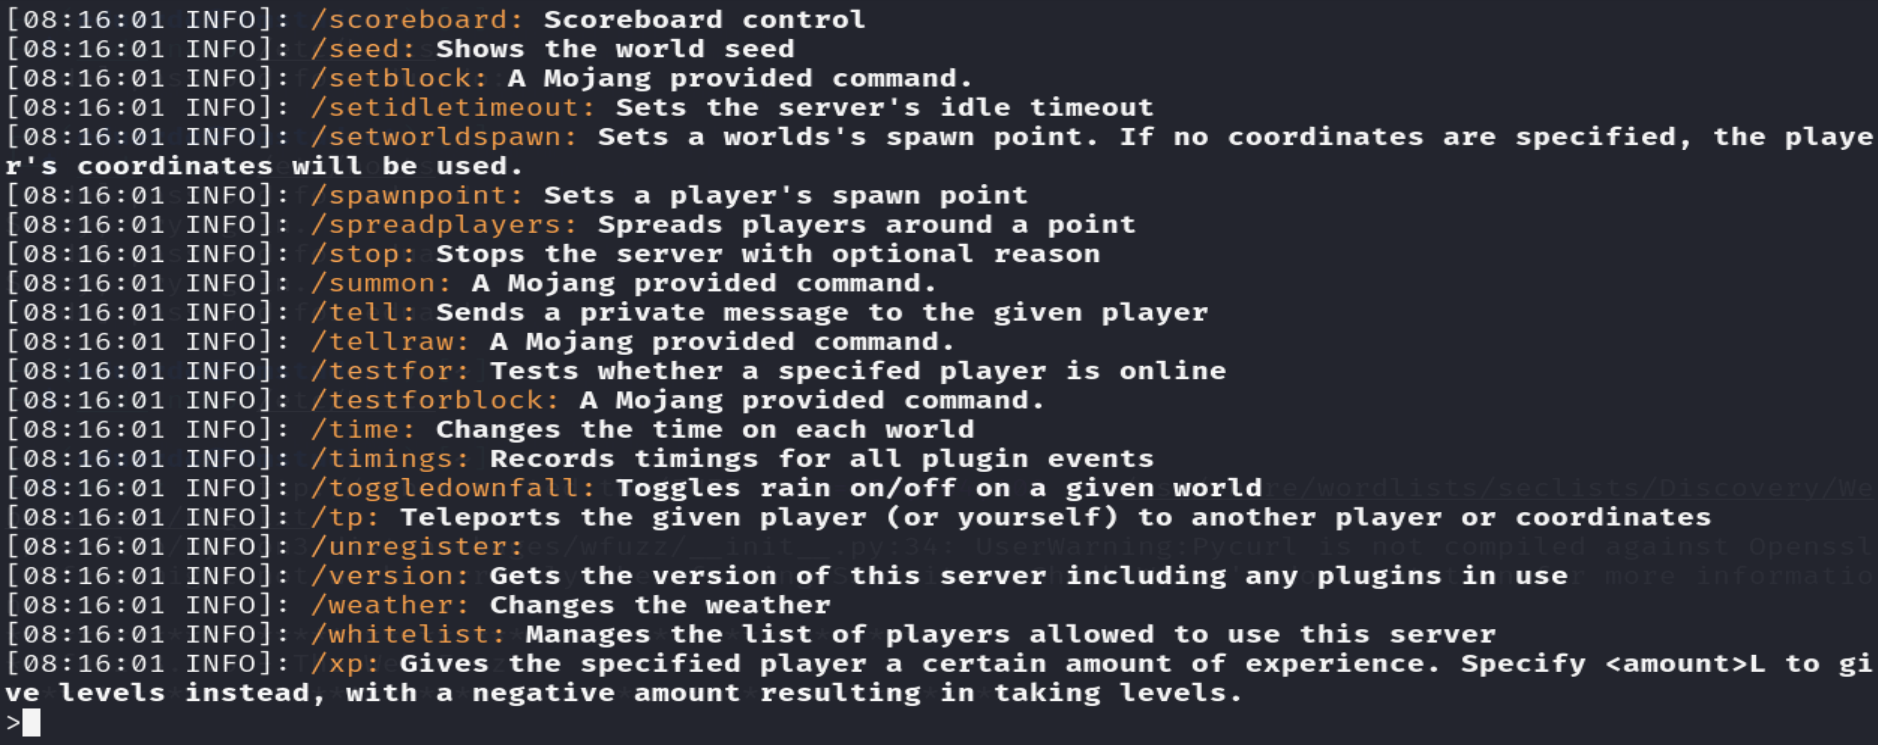 [08:16:01 INFO]: /scoreboard: Scoreboard control
[08:16:01 INFO]: /seed: Shows the world seed
[08:16:01 INFO]: /setblock: A Mojang provided command.
[08:16:01 INFO]: /setidletimeout: Sets the server's idle timeout
[08:16:01 INFO]: /setworldspawn: Sets a worlds's spawn point. If no coordinates are specified, the playe
r's coordinates will be used.
[08:16:01 INFO]: /spawnpoint: Sets a player's spawn point
[08:16:01 INFO]: /spreadplayers: Spreads players around a point
[08:16:01 INFO]: /stop: Stops the server with optional reason
[08:16:01 INFO]: /summon: A Mojang provided command.
[08:16:01 INFO]: /tell: Sends a private message to the given player
[08:16:01 INFO]: /tellraw: A Mojang provided command.
[08:16:01 INFO]: /testfor: Tests whether a specifed player is online
[08:16:01 INFO]: /testforblock: A Mojang provided command.
[08:16:01 INFO]: /time: Changes the time on each world
[08:16:01 INFO]: /timings: Records timings for all plugin events
[08:16:01 INFO]: /toggledownfall: Toggles rain on/off on a given world
[08:16:01 INFO]: /tp: Teleports the given player (or yourself) to another player or coordinates
[08:16:01 INFO]: /unregister:
[08:16:01 INFO]: /version: Gets the version of this server including any plugins in use
[08:16:01 INFO]: /weather: Changes the weather
[08:16:01 INFO]: /whitelist: Manages the list of players allowed to use this server
[08:16:01 INFO]: /xp: Gives the specified player a certain amount of experience. Specify <amount>L to gi
ve levels instead, with a negative amount resulting in taking levels.
>